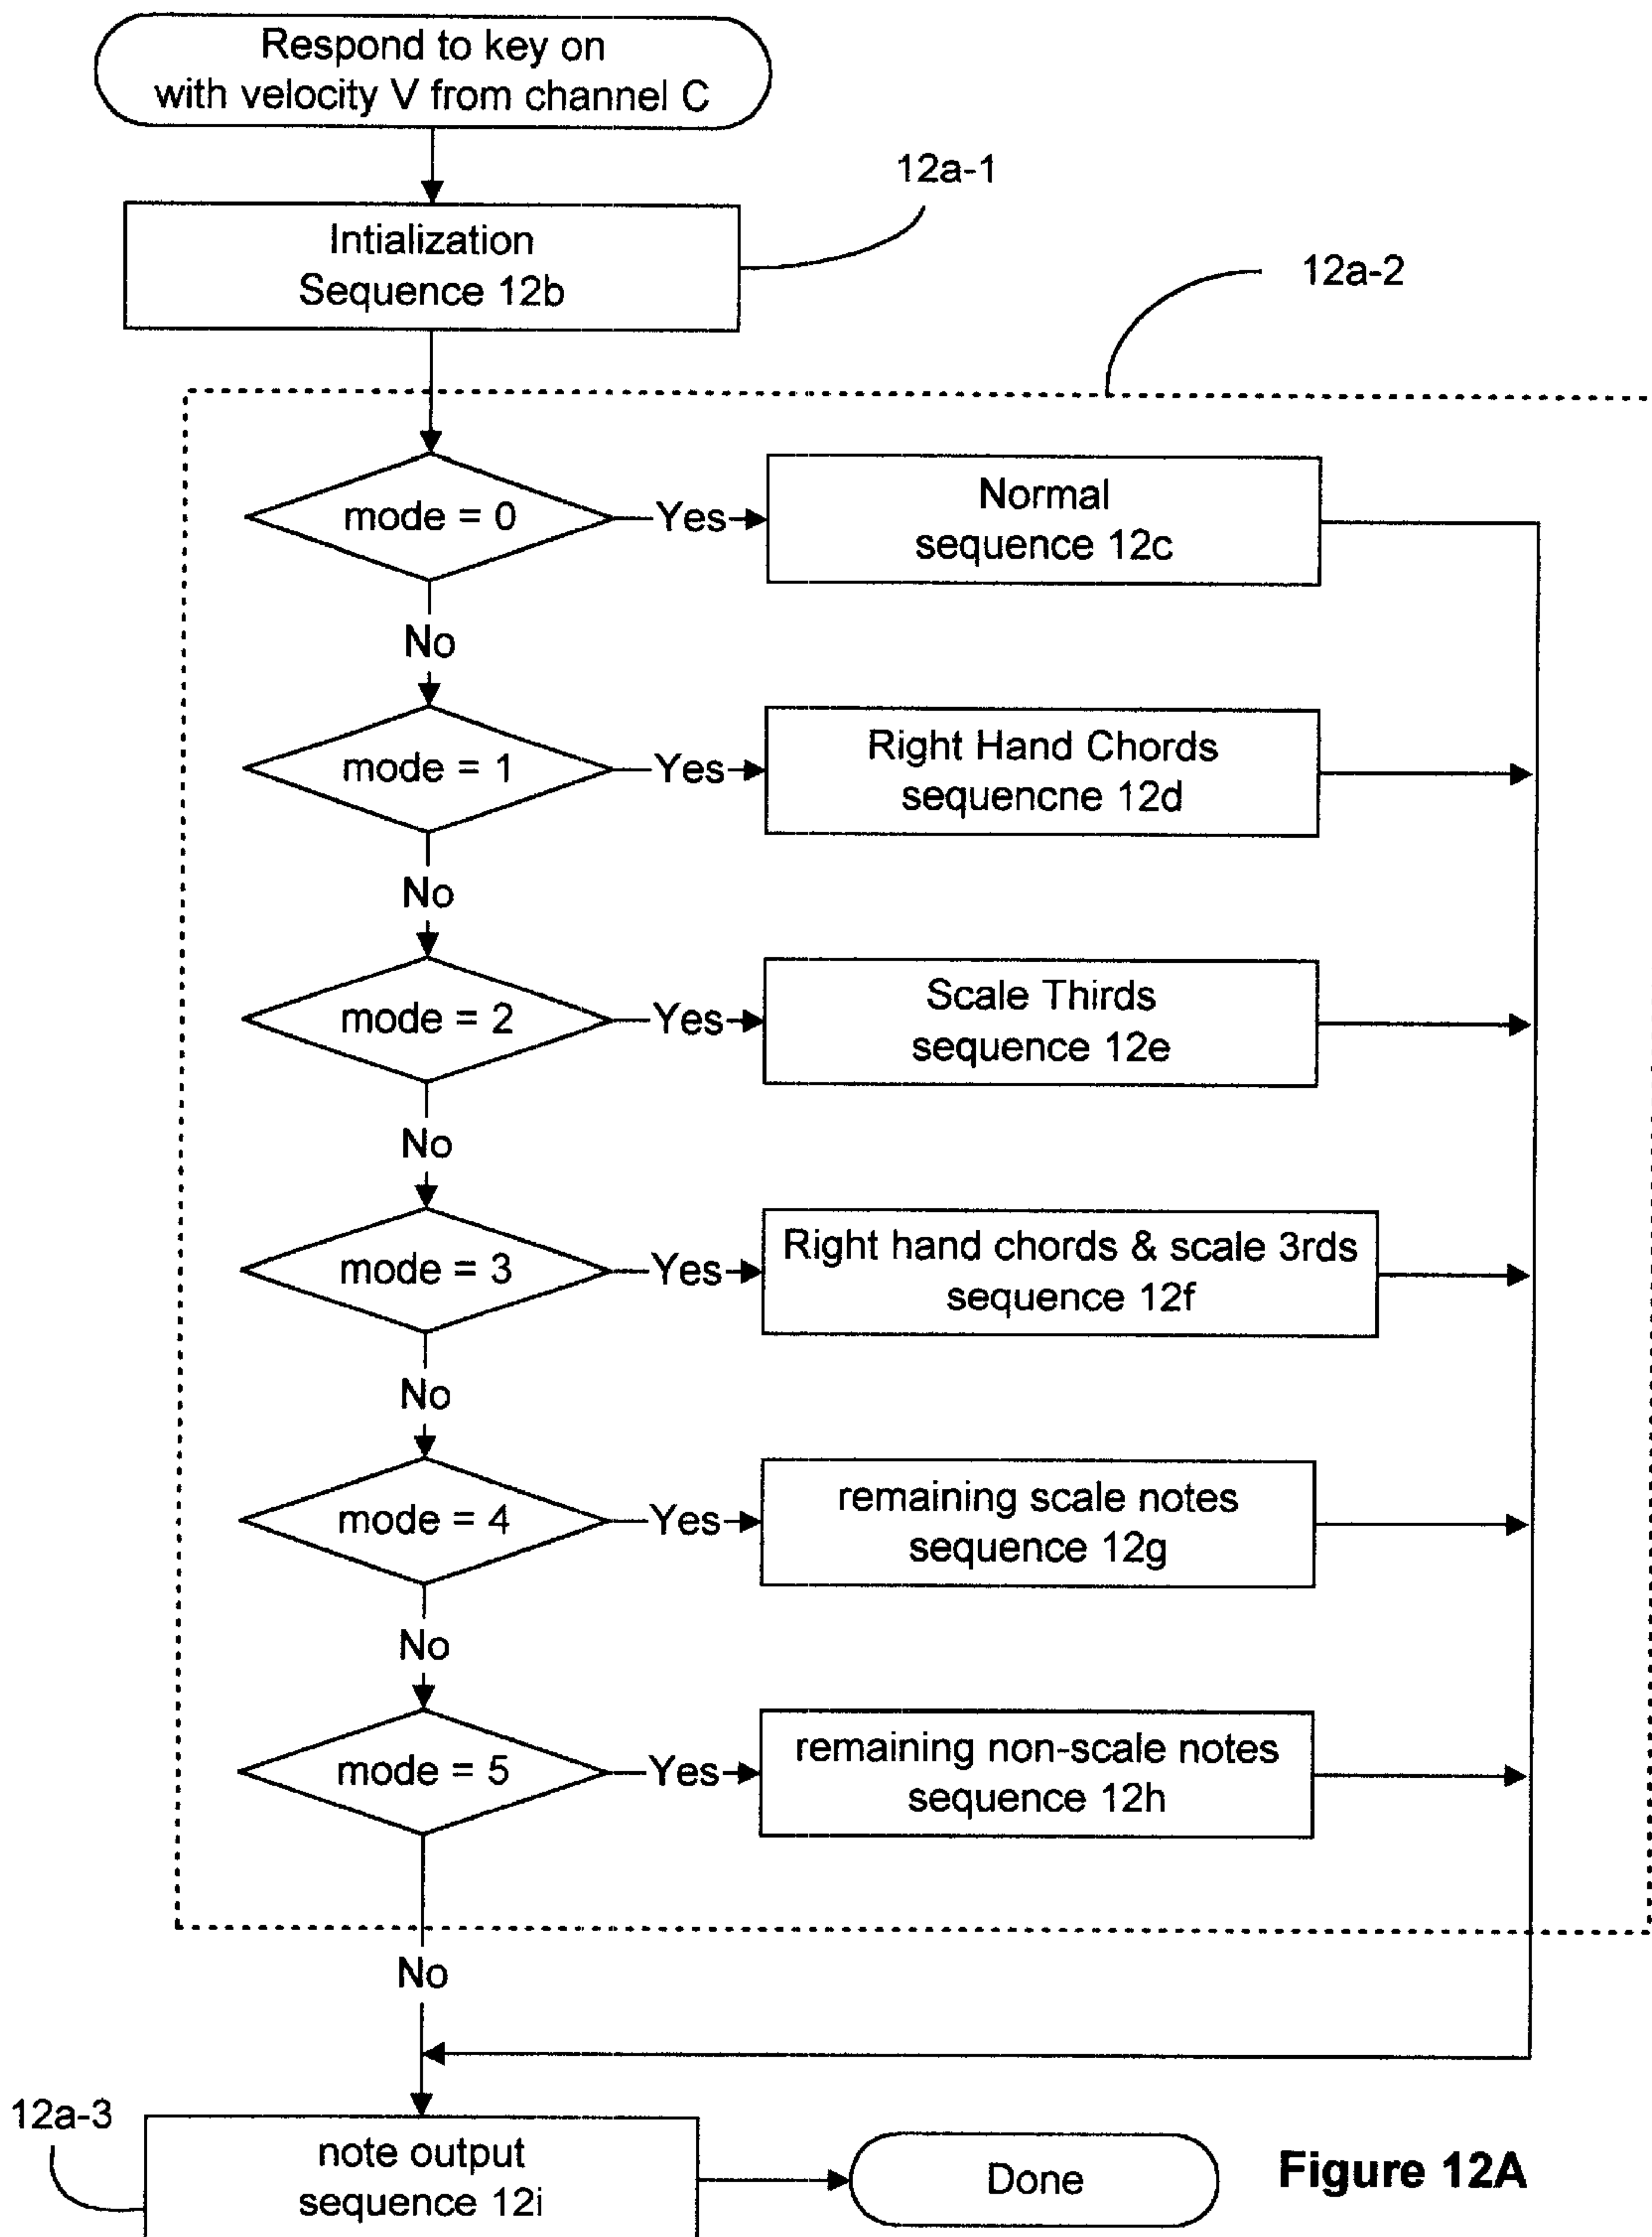 Respond to key on
with velocity V from channel C
12a-1
Intialization
Sequence 12b
12a-2
mode = 0
Yes
Normal
sequence 12c
No
mode = 1
Yes
Right Hand Chords
sequencne 12d
No
mode = 2
Yes
Scale Thirds
sequence 12e
No
mode = 3
Yes
Right hand chords & scale 3rds
sequence 12f
No
mode = 4
Yes
remaining scale notes
sequence 12g
No
mode = 5
Yes
remaining non-scale notes
sequence 12h
No
12a-3
note output
sequence 12i
Done
Figure 12A